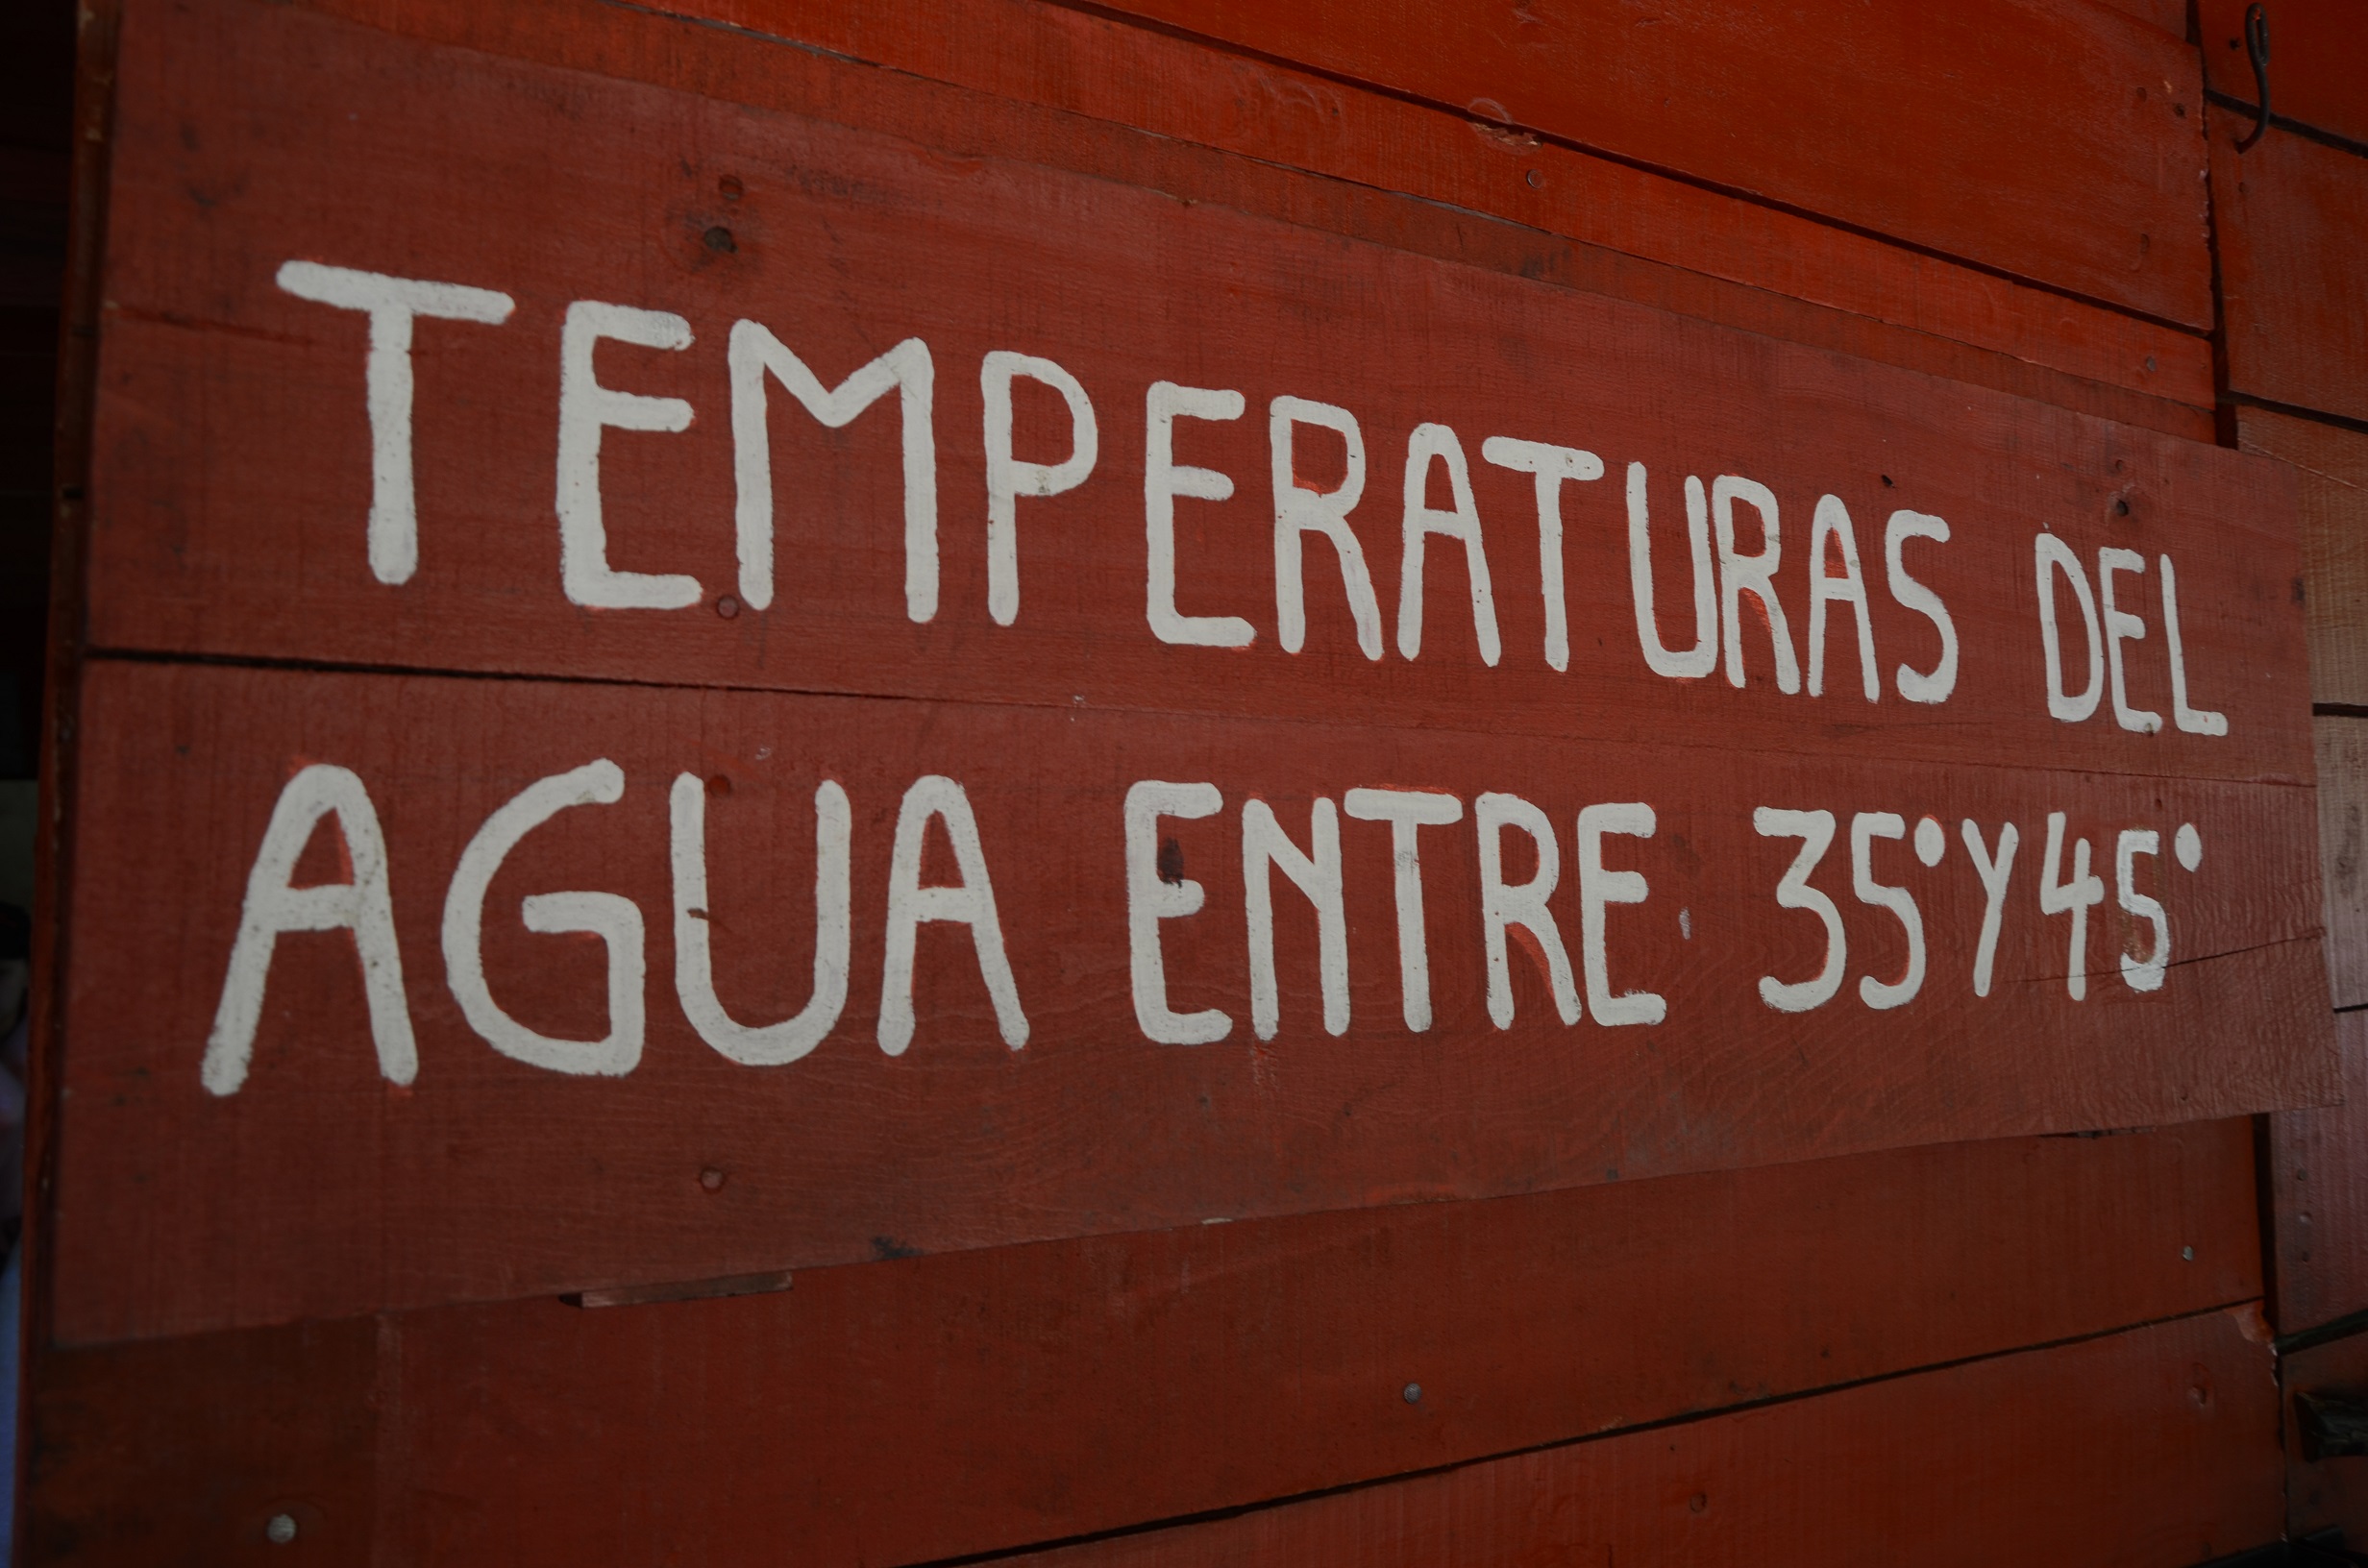 TEMPERATURAS DEL
AGUA ENTRE 35° Y 45°